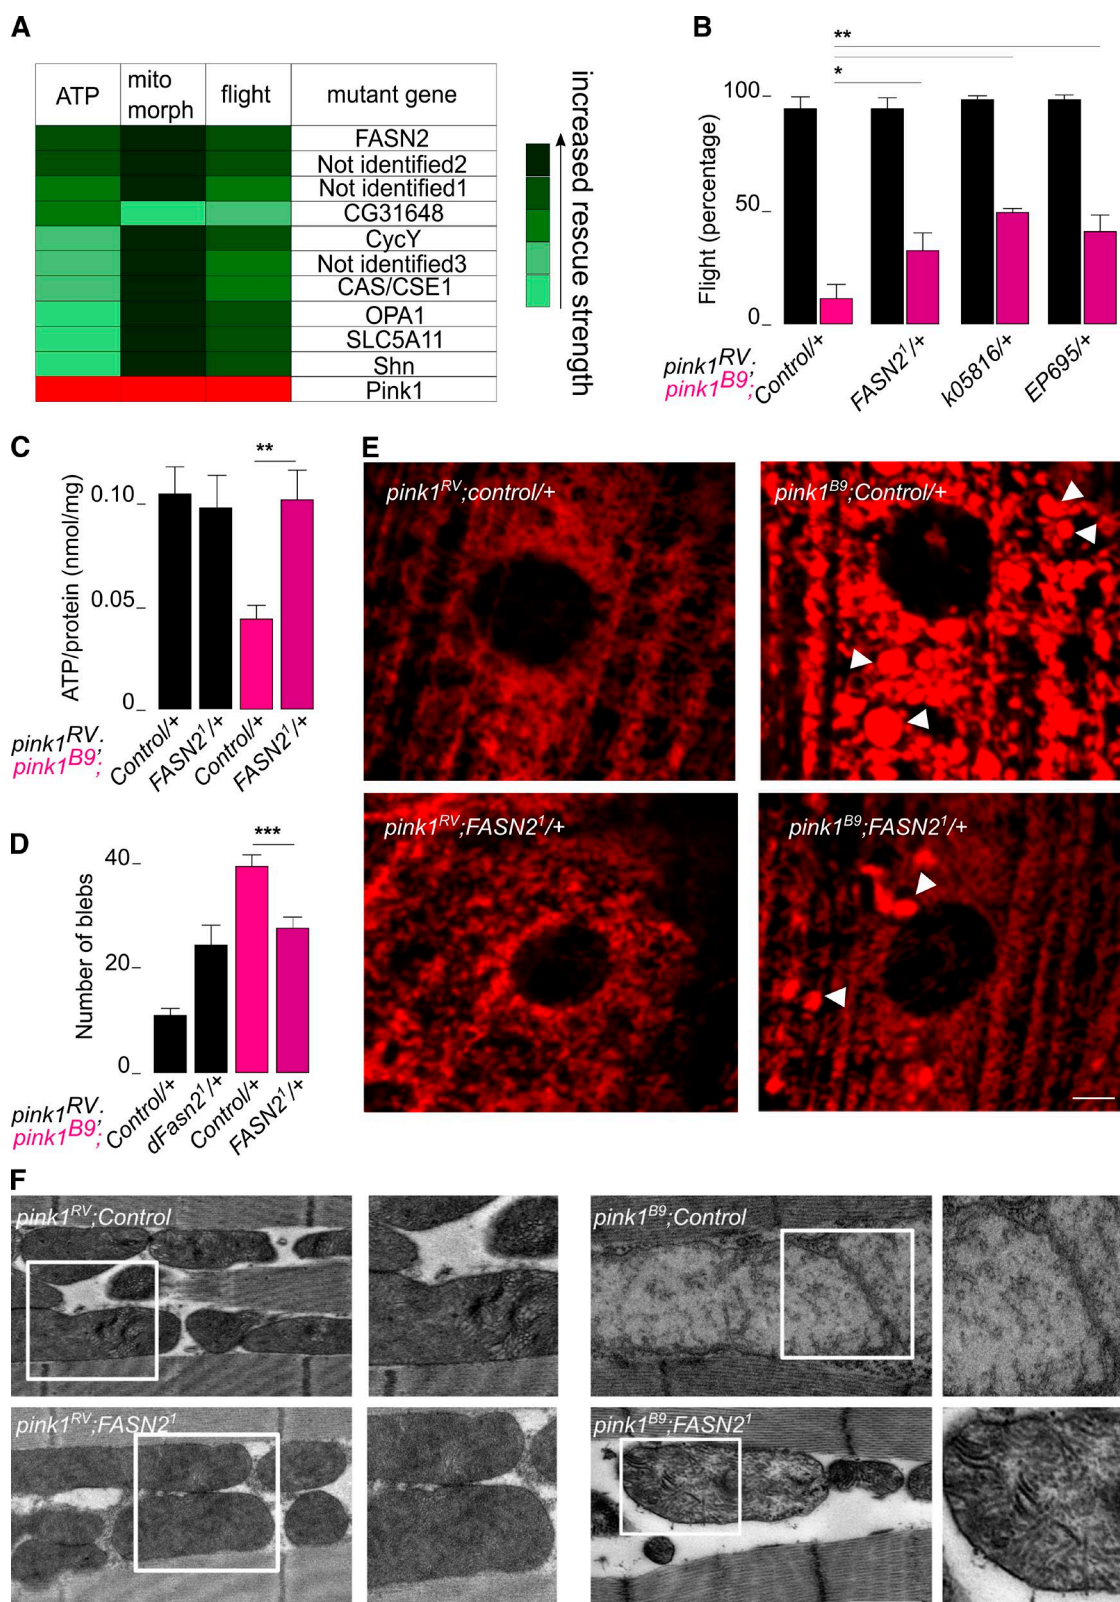 A
ATP
mito
morph
flight
mutant gene
FASN2
Not identified2
Not identified1
CG31648
CycY
Not identified3
CAS/CSE1
OPA1
SLC5A11
Shn
Pink1
increased rescue strength
B
**
*
100
50
0
Flight (percentage)
pink1RV;
pink1B9;
Control/+
FASN21/+
k05816/+
EP695/+
C
**
0.10
0.05
0
ATP/protein (nmol/mg)
pink1RV;
pink1B9;
Control/+
FASN21/+
Control/+
FASN21/+
D
***
40
20
0
Number of blebs
pink1RV;
pink1B9;
Control/+
dFasn21/+
Control/+
FASN21/+
E
pink1RV;control/+
pink1B9;Control/+
pink1RV;FASN21/+
pink1B9;FASN21/+
F
pink1RV;Control
pink1B9;Control
pink1RV;FASN21
pink1B9;FASN21